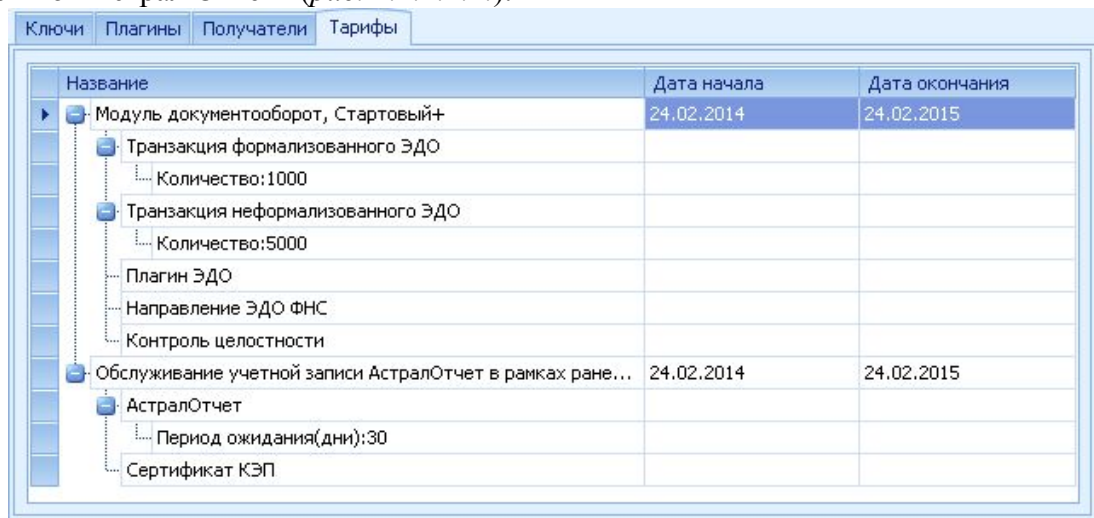 Ключи Плагины Получатели Тарифы
Название Дата начала Дата окончания
Модуль документооборот, Стартовый+ 24.02.2014 24.02.2015
Транзакция формализованного ЭДО
Количество:1000
Транзакция неформализованного ЭДО
Количество:5000
Плагин ЭДО
Направление ЭДО ФНС
Контроль целостности
Обслуживание учетной записи АстралОтчет в рамках ране... 24.02.2014 24.02.2015
АстралОтчет
Период ожидания(дни):30
Сертификат КЭП